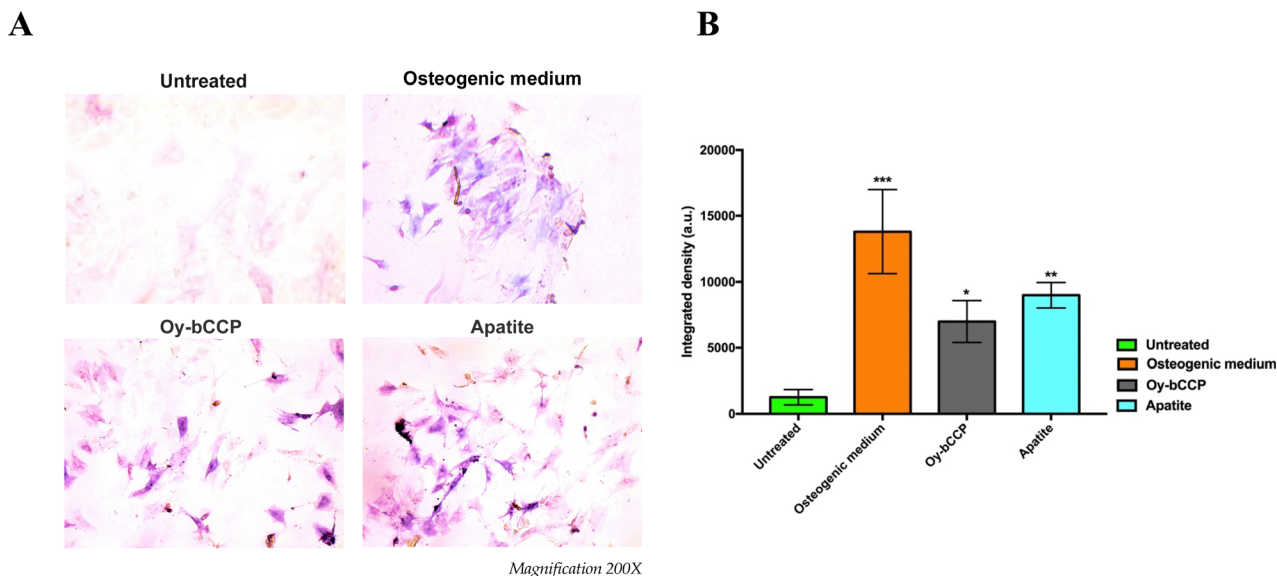 A
B
Untreated
Osteogenic medium
Oy-bCCP
Apatite
Magnification 200X
Integrated density (a.u.)
20000
15000
10000
5000
0
***
*
**
Untreated
Osteogenic medium
Oy-bCCP
Apatite
Untreated
Osteogenic medium
Oy-bCCP
Apatite